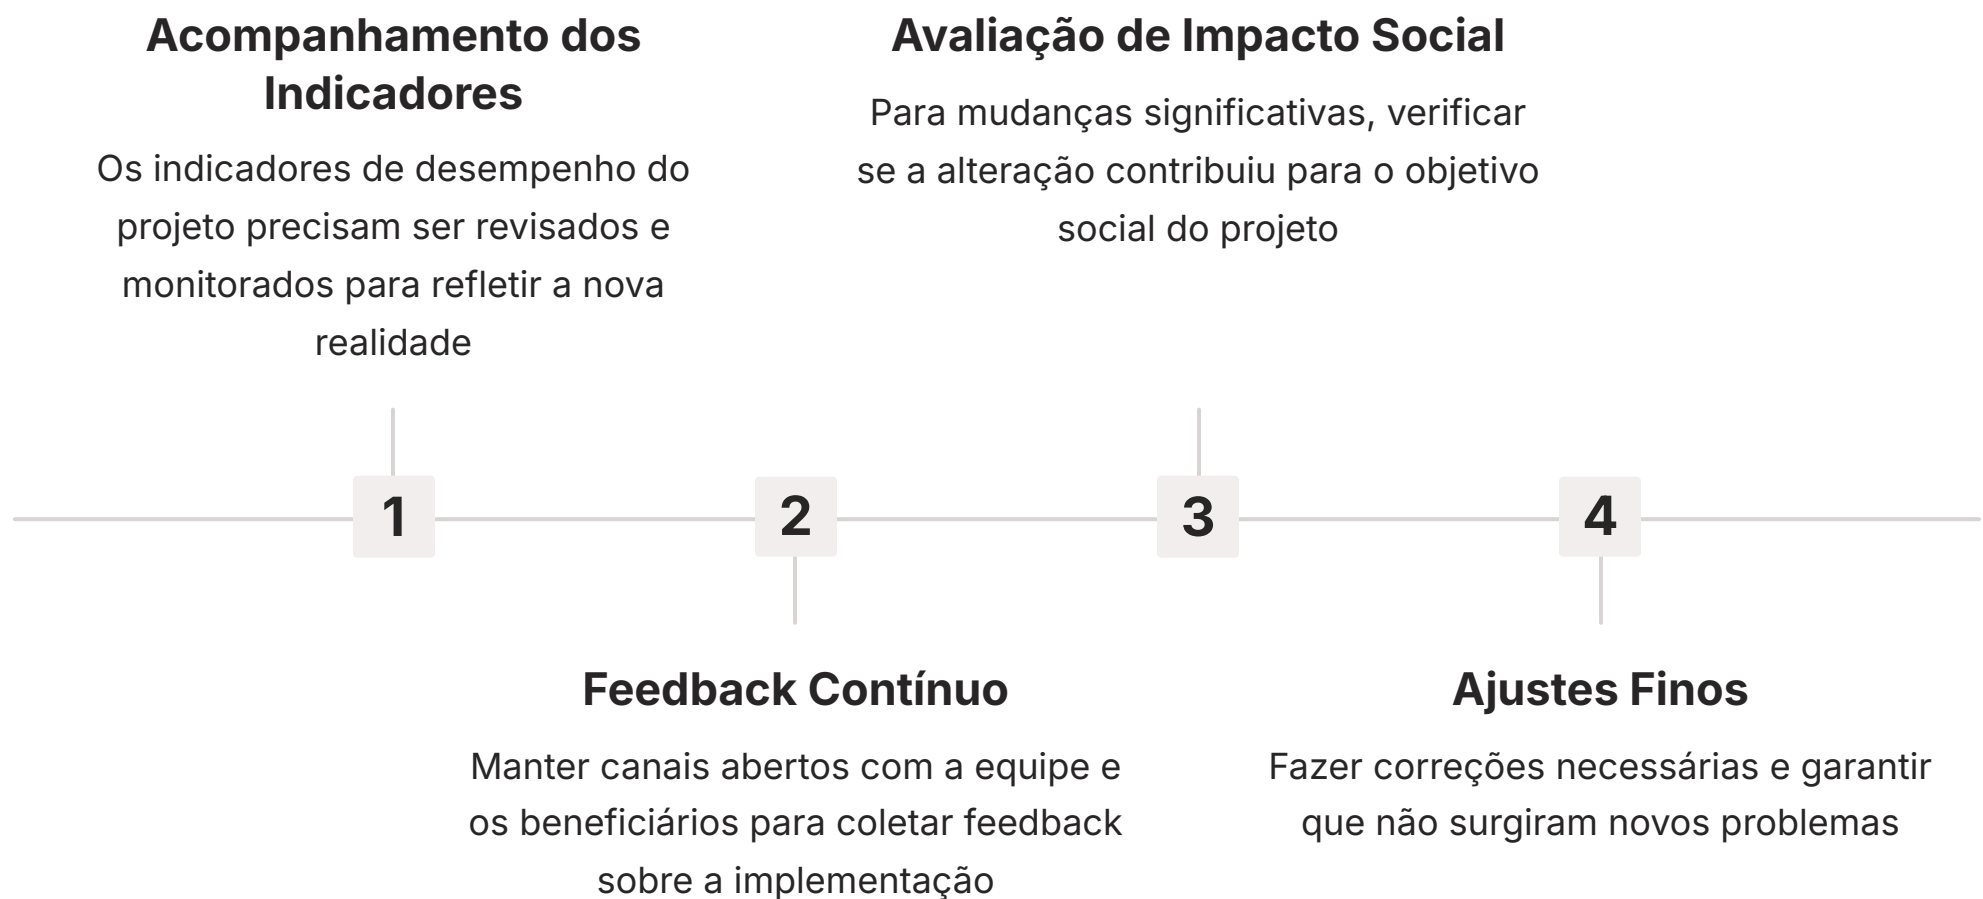 Acompanhamento dos
Indicadores
Os indicadores de desempenho do
projeto precisam ser revisados e
monitorados para refletir a nova
realidade
Avaliação de Impacto Social
Para mudanças significativas, verificar
se a alteração contribuiu para o objetivo
social do projeto
1
2
3
4
Feedback Contínuo
Manter canais abertos com a equipe e
os beneficiários para coletar feedback
sobre a implementação
Ajustes Finos
Fazer correções necessárias e garantir
que não surgiram novos problemas